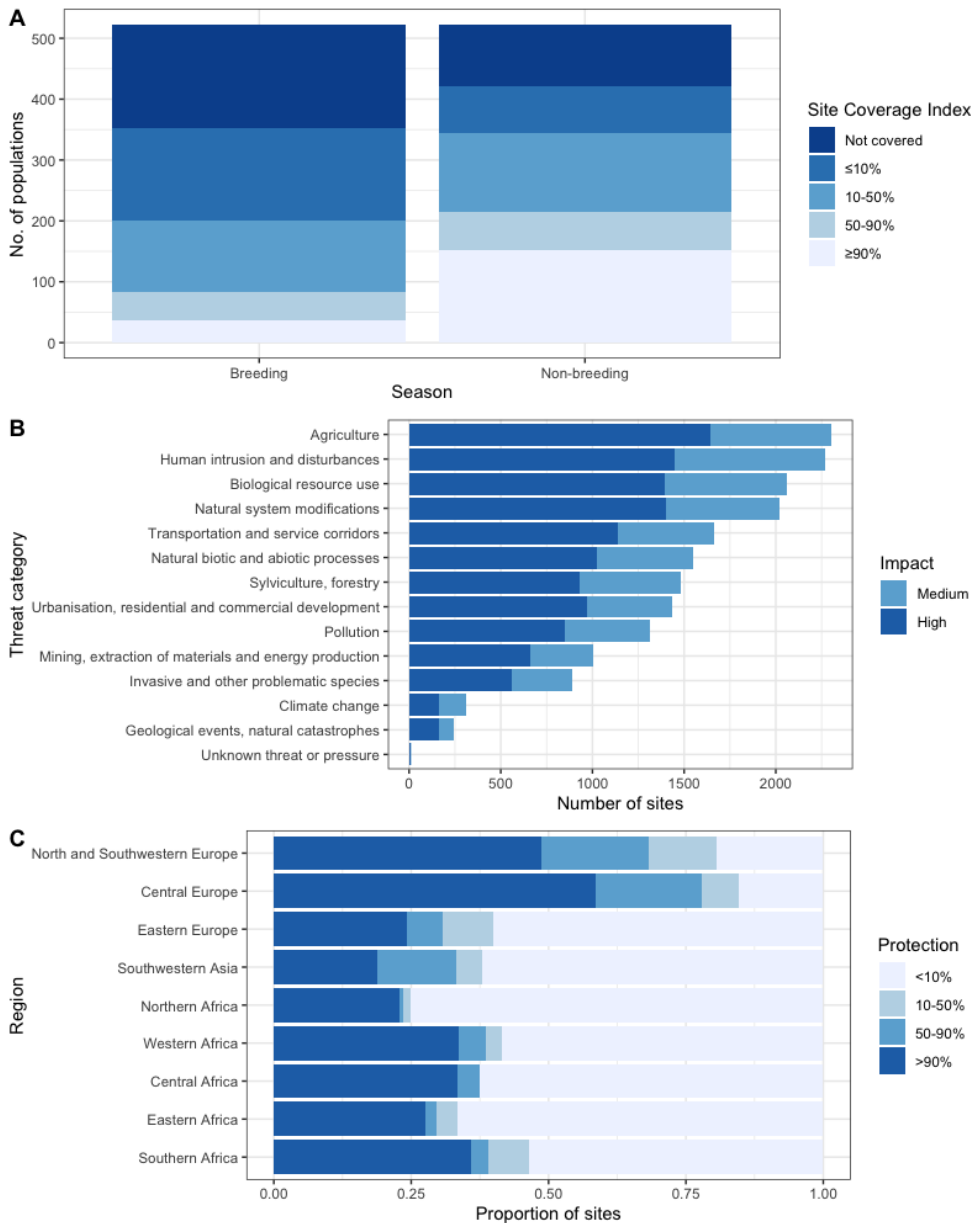 A
500
400
300
200
100
0
No. of populations
Breeding
Non-breeding
Season
Site Coverage Index
Not covered
≤10%
10-50%
50-90%
≥90%
B
Agriculture
Human intrusion and disturbances
Biological resource use
Natural system modifications
Transportation and service corridors
Natural biotic and abiotic processes
Sylviculture, forestry
Urbanisation, residential and commercial development
Pollution
Mining, extraction of materials and energy production
Invasive and other problematic species
Climate change
Geological events, natural catastrophes
Unknown threat or pressure
Threat category
0
500
1000
1500
2000
Number of sites
Impact
Medium
High
C
North and Southwestern Europe
Central Europe
Eastern Europe
Southwestern Asia
Northern Africa
Western Africa
Central Africa
Eastern Africa
Southern Africa
Region
0.00
0.25
0.50
0.75
1.00
Proportion of sites
Protection
<10%
10-50%
50-90%
>90%